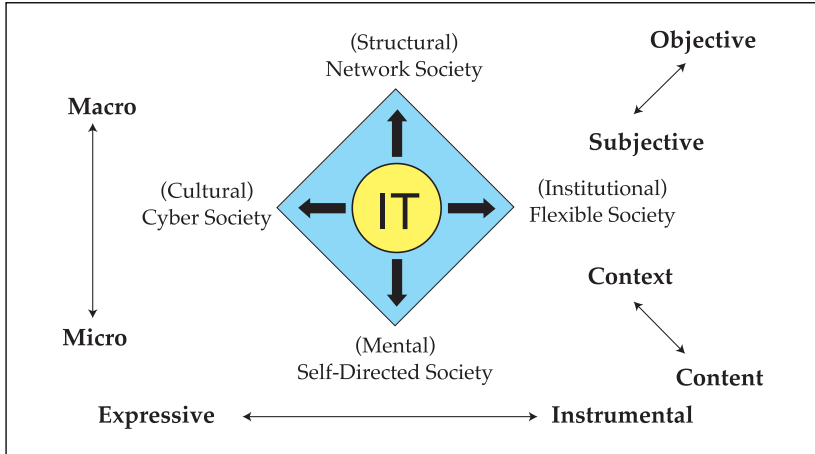 (Structural)
Network Society
Objective
Macro
Subjective
(Cultural)
Cyber Society
IT
(Institutional)
Flexible Society
Context
Micro
(Mental)
Self-Directed Society
Content
Expressive
Instrumental